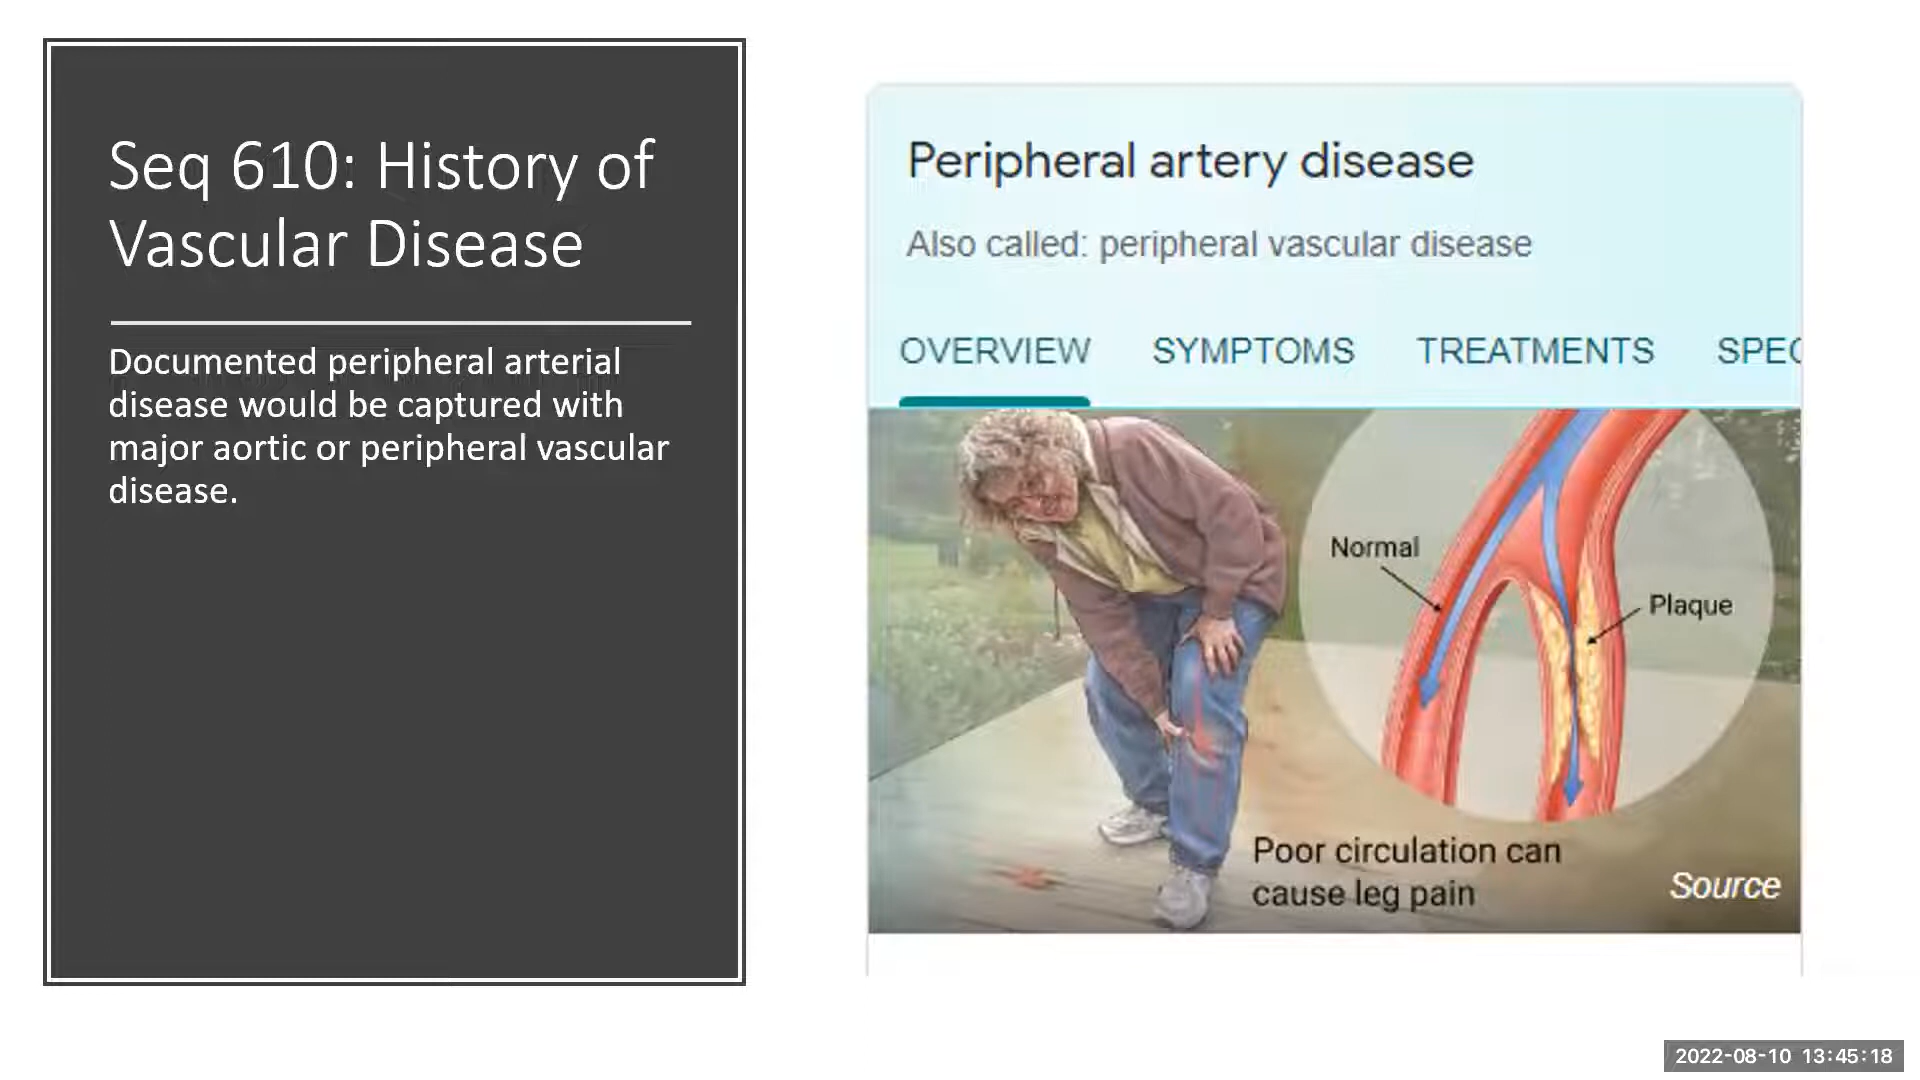 Seq 610: History of
Vascular Disease
Documented peripheral arterial
disease would be captured with
major aortic or peripheral vascular
disease.
Peripheral artery disease
Also called: peripheral vascular disease
OVERVIEW SYMPTOMS TREATMENTS SPEC
Normal
Plaque
Poor circulation can
cause leg pain
Source
2022-08-10 13:45:18